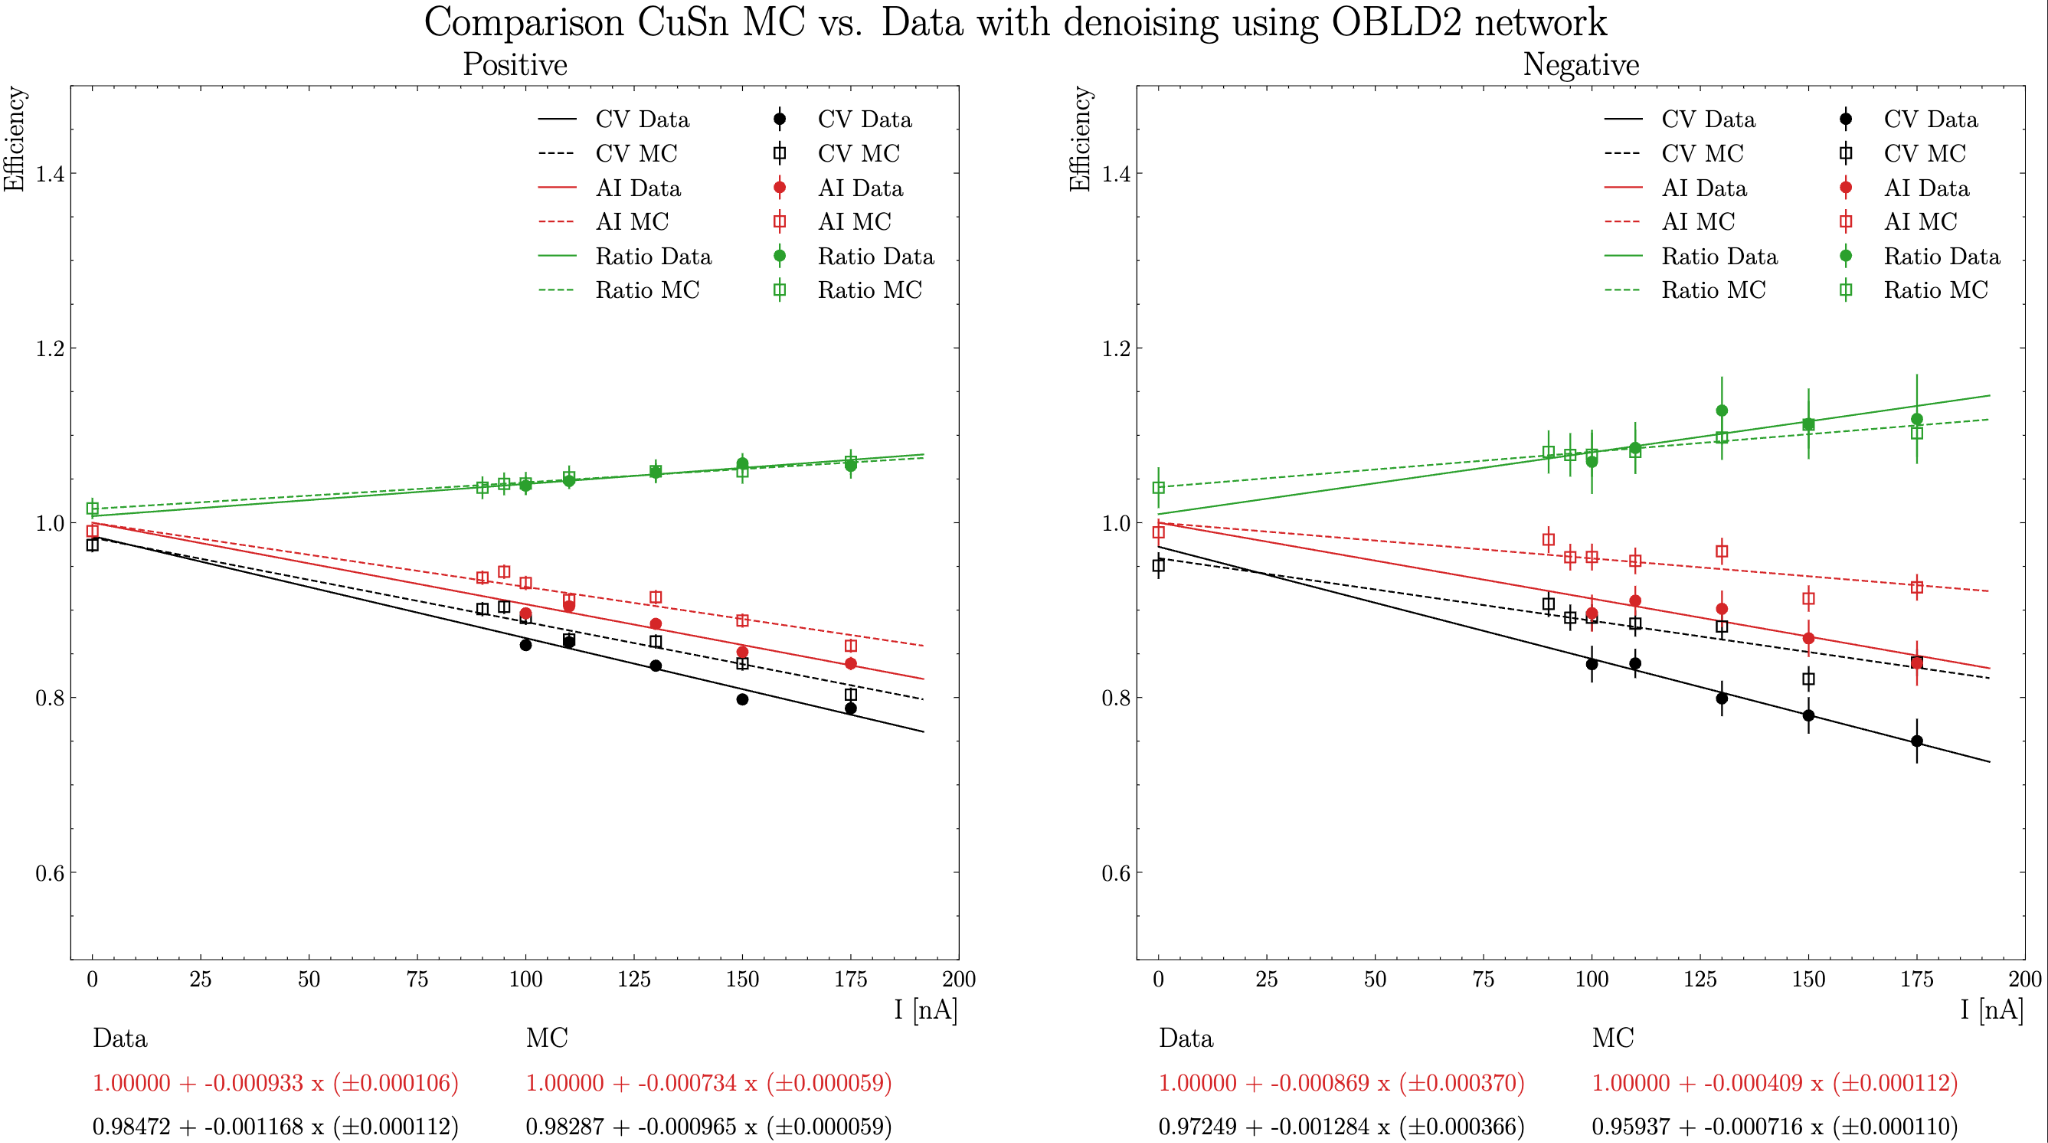 Comparison CuSn MC vs. Data with denoising using OBLD2 network
Positive
Efficiency
1.4
1.2
1.0
0.8
0.6
0 25 50 75 100 125 150 175 200
I [nA]
CV Data CV Data
CV MC CV MC
AI Data AI Data
AI MC AI MC
Ratio Data Ratio Data
Ratio MC Ratio MC
Data MC
1.00000 + -0.000933 x (±0.000106) 1.00000 + -0.000734 x (±0.000059)
0.98472 + -0.001168 x (±0.000112) 0.98287 + -0.000965 x (±0.000059)
Negative
Efficiency
1.4
1.2
1.0
0.8
0.6
0 25 50 75 100 125 150 175 200
I [nA]
CV Data CV Data
CV MC CV MC
AI Data AI Data
AI MC AI MC
Ratio Data Ratio Data
Ratio MC Ratio MC
Data MC
1.00000 + -0.000869 x (±0.000370) 1.00000 + -0.000409 x (±0.000112)
0.97249 + -0.001284 x (±0.000366) 0.95937 + -0.000716 x (±0.000110)